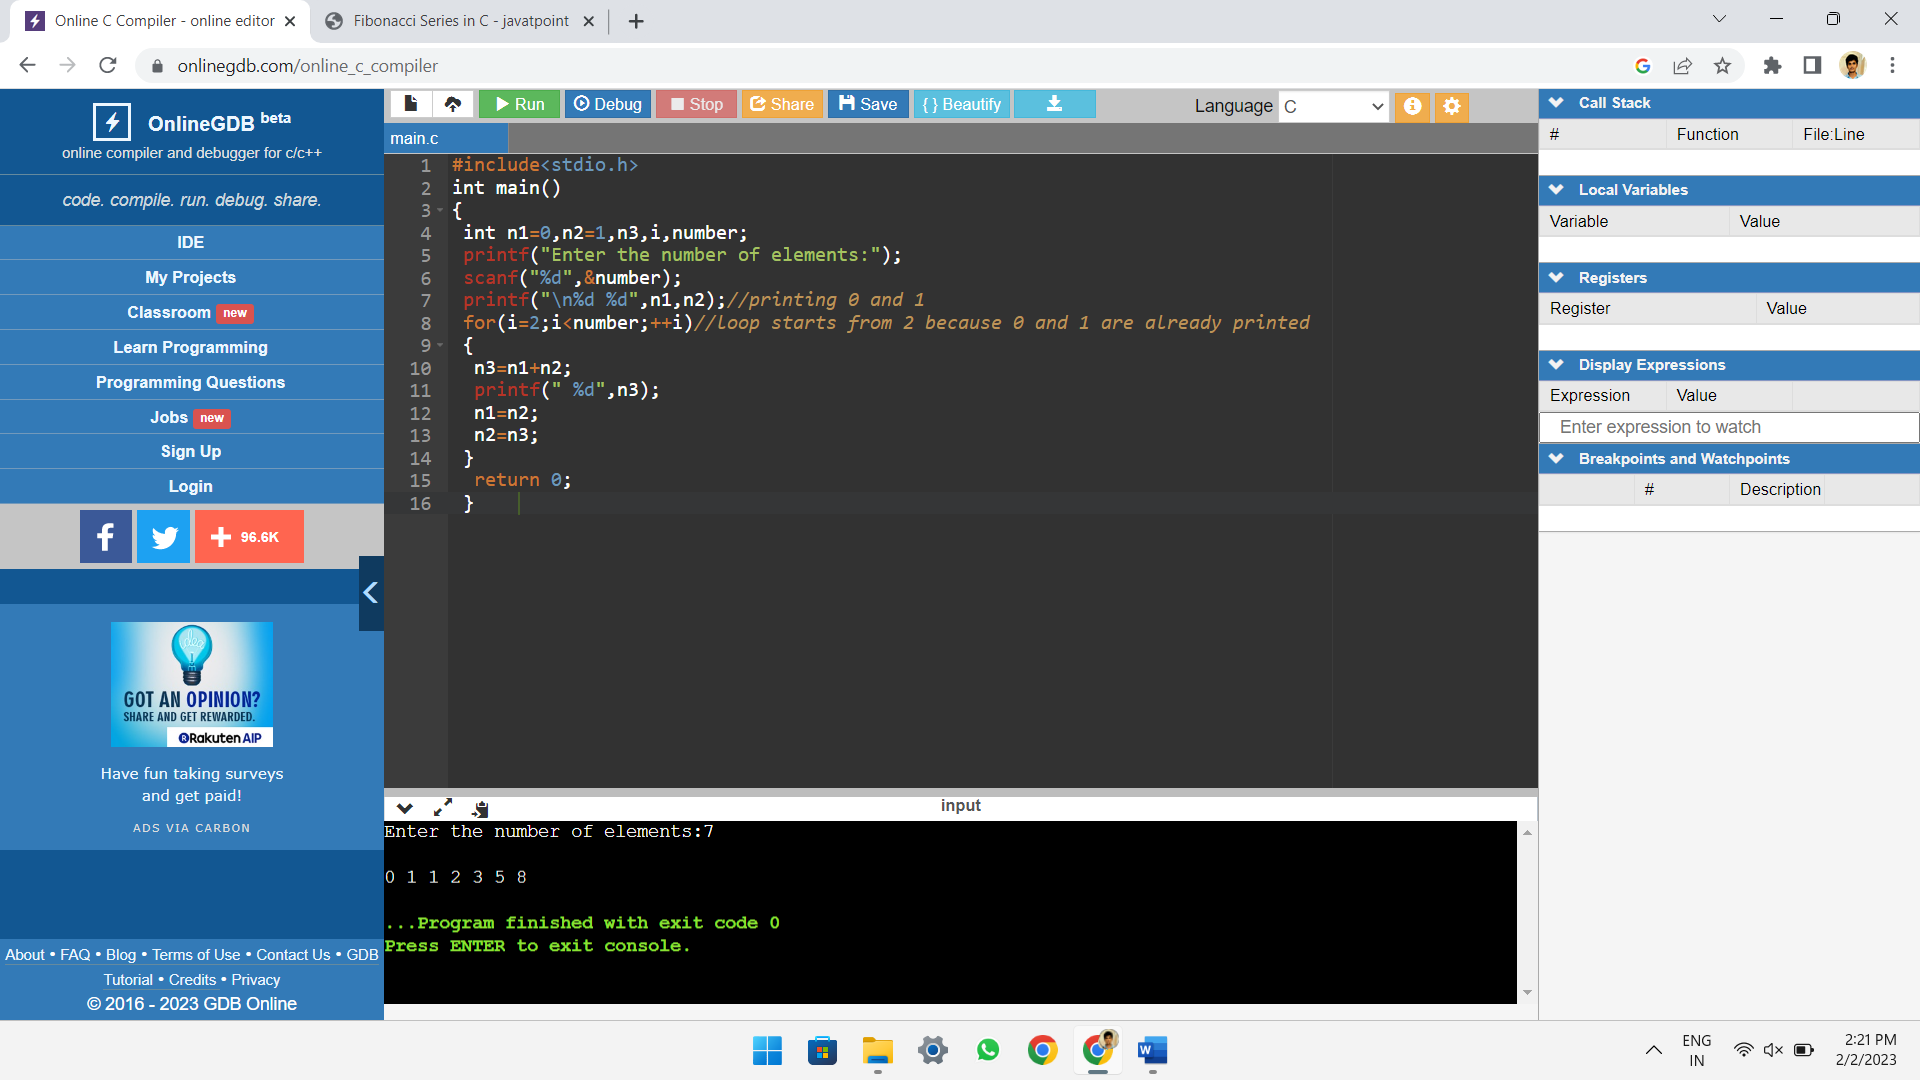 Online C Compiler - online editor
Fibonacci Series in C - javatpoint
onlinegdb.com/online_c_compiler
OnlineGDB beta
online compiler and debugger for c/c++
code. compile. run. debug. share.
IDE
My Projects
Classroom new
Learn Programming
Programming Questions
Jobs new
Sign Up
Login
f
+ 96.6K
GOT AN OPINION?
SHARE AND GET REWARDED.
Rakuten AIP
Have fun taking surveys
and get paid!
ADS VIA CARBON
About • FAQ • Blog • Terms of Use • Contact Us • GDB
Tutorial • Credits • Privacy
© 2016 - 2023 GDB Online
Run Debug Stop Share Save { } Beautify
Language C
main.c
1 #include<stdio.h>
2 int main()
3 {
4 int n1=0,n2=1,n3,i,number;
5 printf("Enter the number of elements:");
6 scanf("%d",&number);
7 printf("\n%d %d",n1,n2);//printing 0 and 1
8 for(i=2;i<number;++i)//loop starts from 2 because 0 and 1 are already printed
9 {
10 n3=n1+n2;
11 printf(" %d",n3);
12 n1=n2;
13 n2=n3;
14 }
15 return 0;
16 }
input
Enter the number of elements:7
0 1 1 2 3 5 8
...Program finished with exit code 0
Press ENTER to exit console.
Call Stack
# Function File:Line
Local Variables
Variable Value
Registers
Register Value
Display Expressions
Expression Value
Enter expression to watch
Breakpoints and Watchpoints
# Description
W
ENG
IN
2:21 PM
2/2/2023